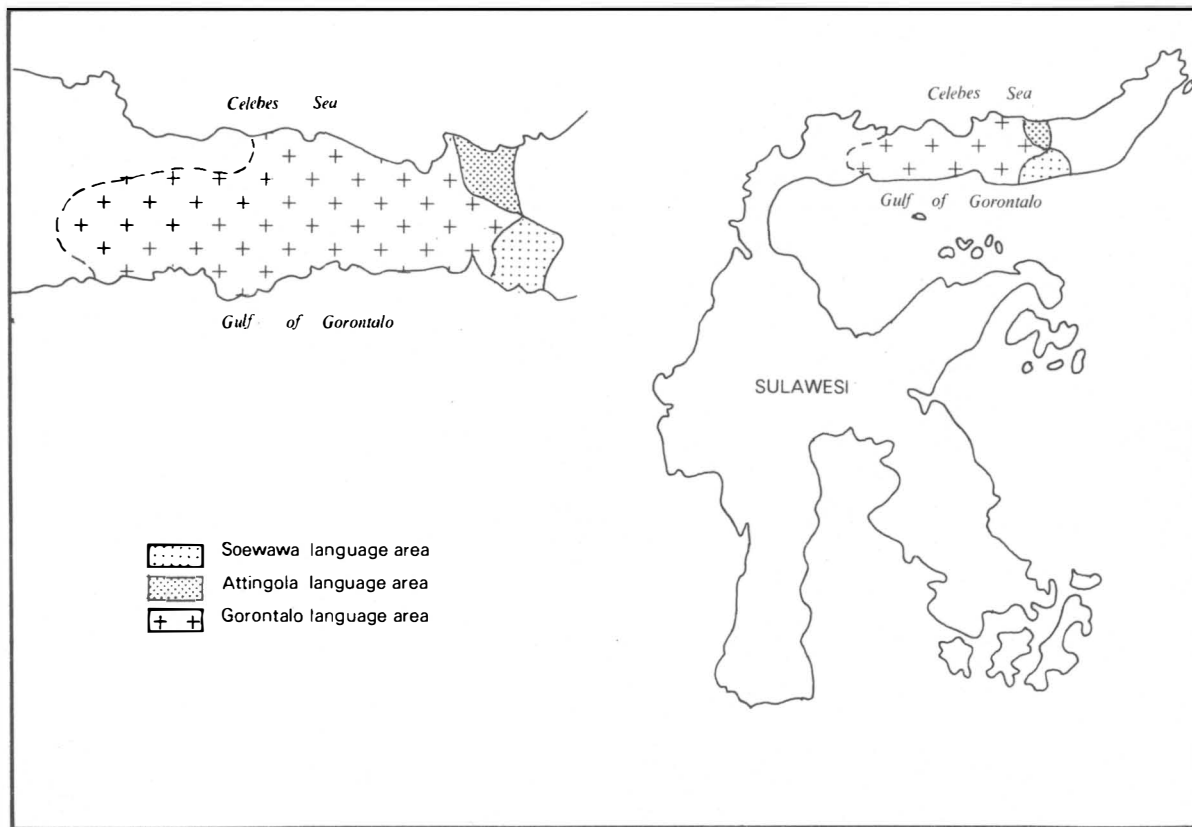 Celebes Sea
Gulf of Gorontalo
Soewawa language area
Attingola language area
Gorontalo language area
Celebes Sea
Gulf of Gorontalo
SULAWESI